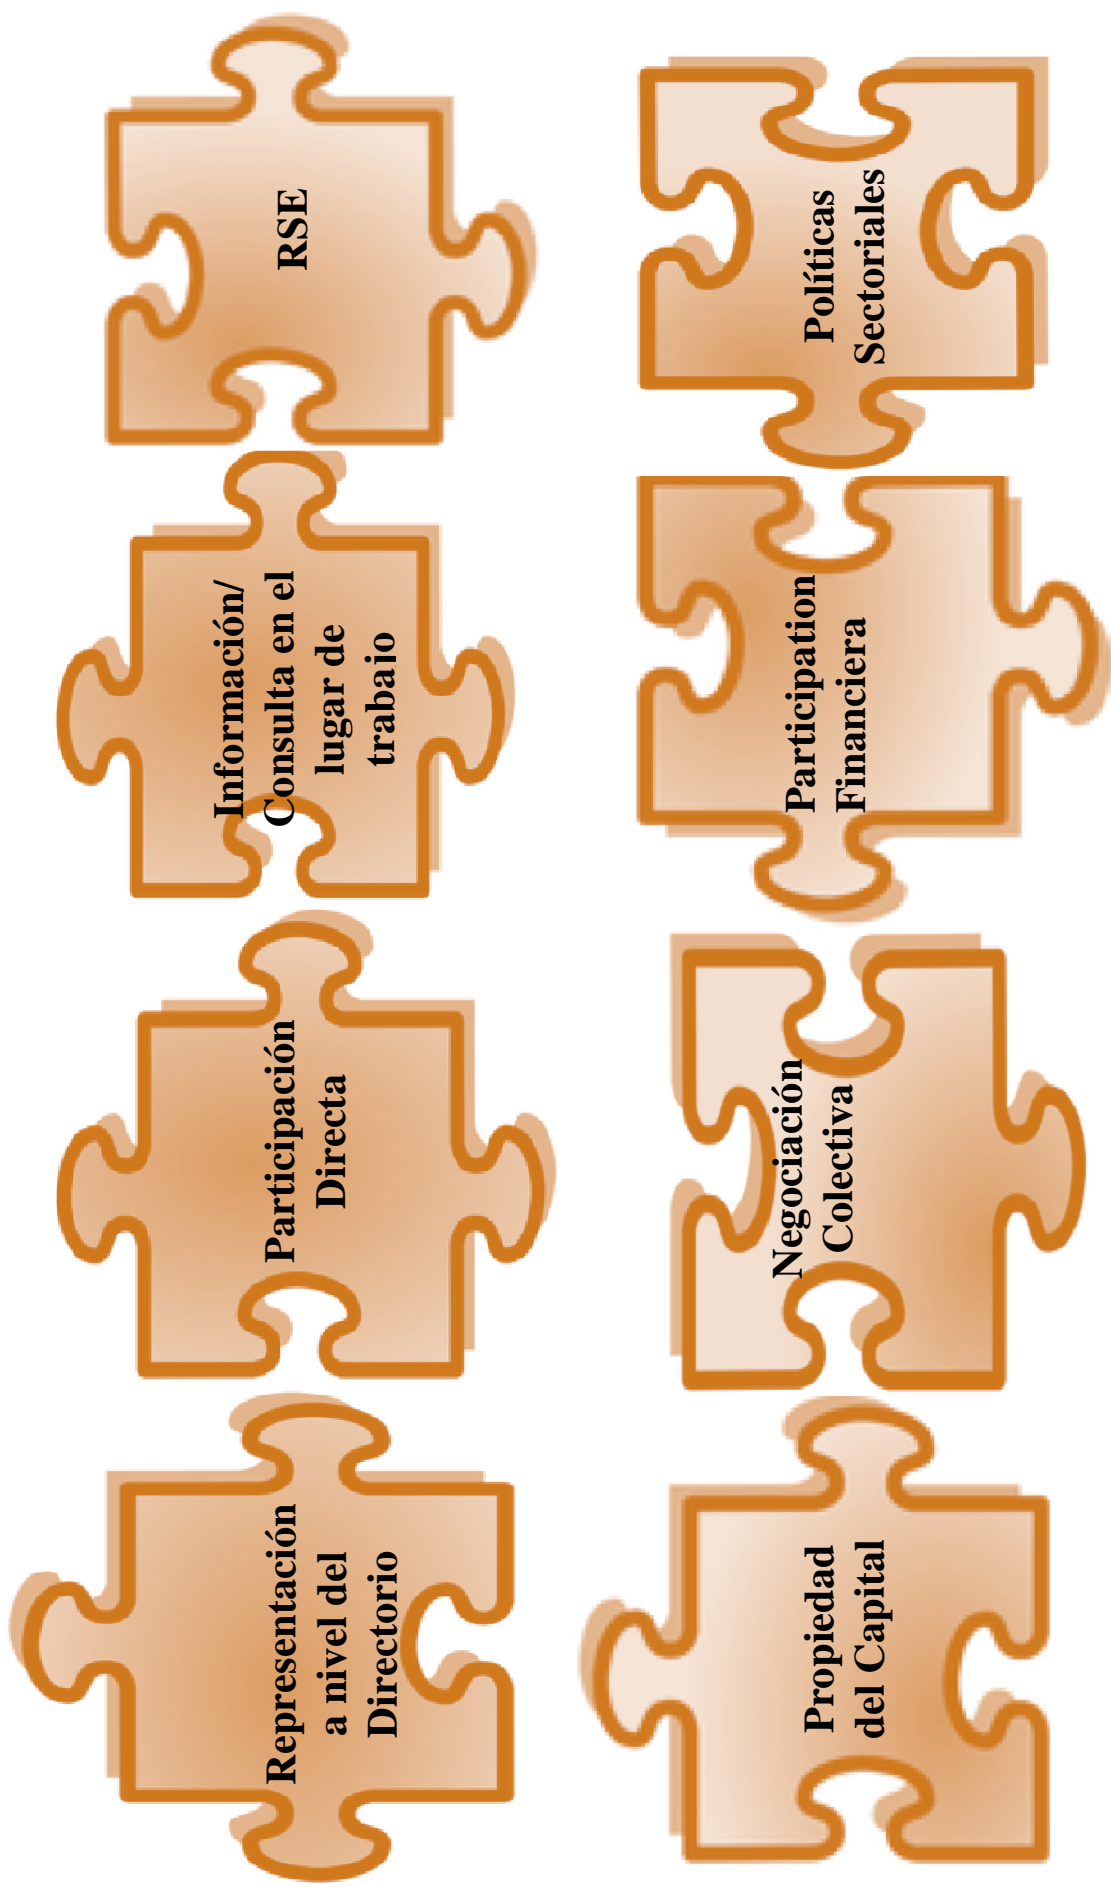 Representación
a nivel del
Directorio
Participación
Directa
Información/
Consulta en el
lugar de
trabajo
RSE
Propiedad
del Capital
Negociación
Colectiva
Participation
Financiera
Políticas
Sectoriales